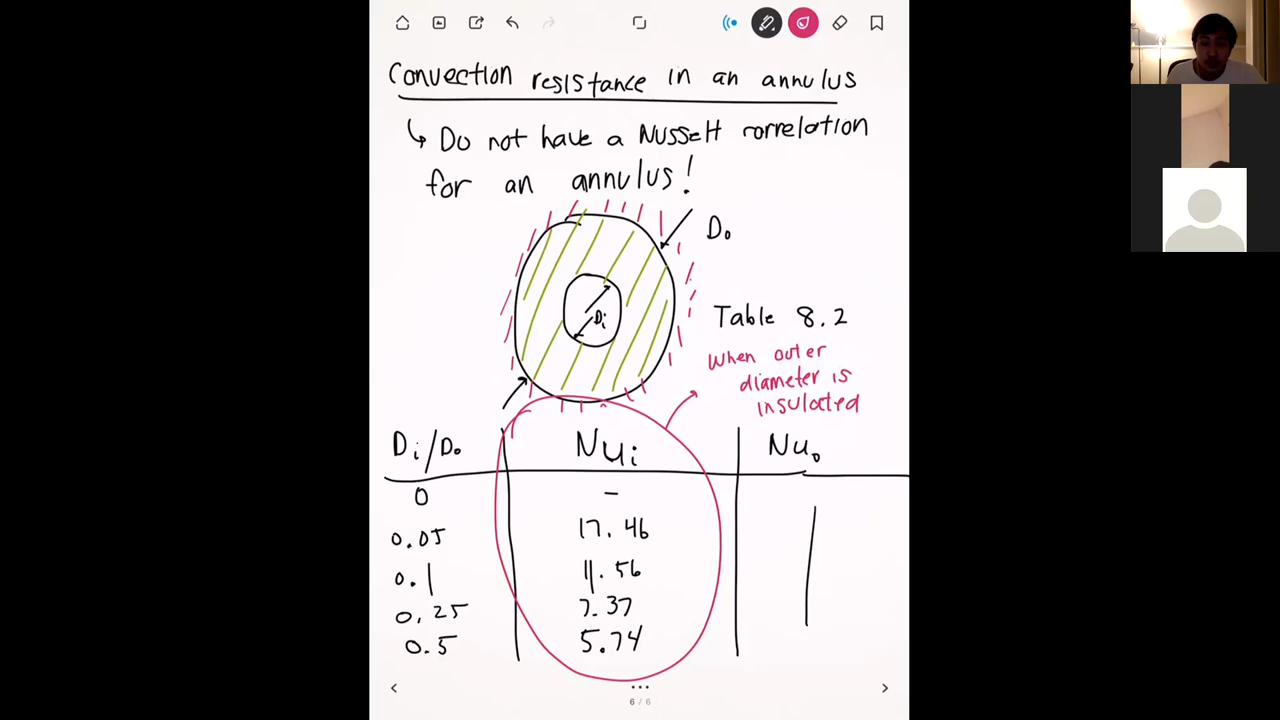 Convection resistance in an annulus
↳ Do not have a Nusselt correlation
for an annulus!
Do
Di
Table 8.2
When outer
diameter is
insulated
Di/Do Nui Nuo
0 –
0.05 17.46
0.1 11.56
0.25 7.37
0.5 5.74
6 / 6